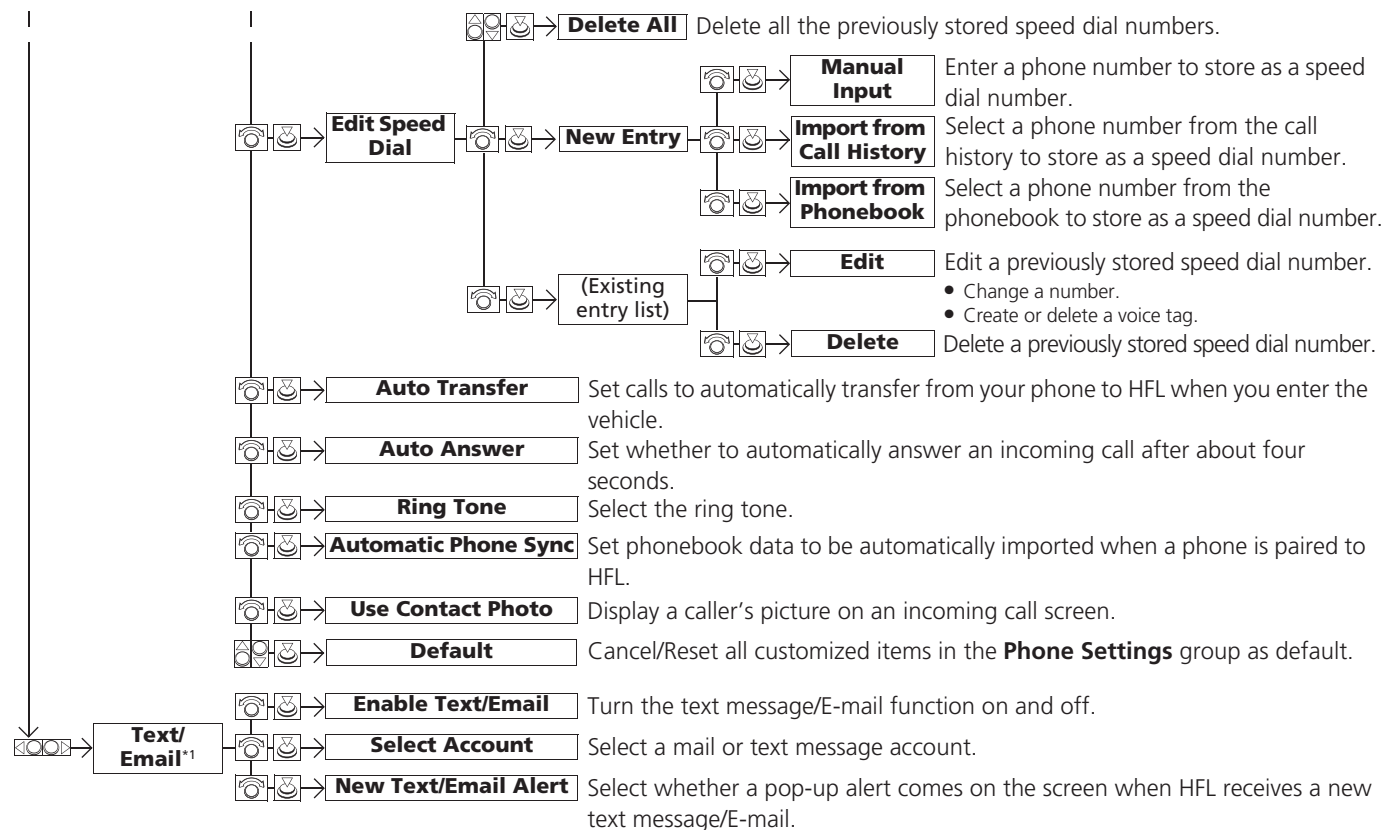 Delete All Delete all the previously stored speed dial numbers.
Manual
Input
Enter a phone number to store as a speed
dial number.
Edit Speed
Dial
New Entry
Import from
Call History
Select a phone number from the call
history to store as a speed dial number.
Import from
Phonebook
Select a phone number from the
phonebook to store as a speed dial number.
(Existing
entry list)
Edit Edit a previously stored speed dial number.
• Change a number.
• Create or delete a voice tag.
Delete Delete a previously stored speed dial number.
Auto Transfer Set calls to automatically transfer from your phone to HFL when you enter the
vehicle.
Auto Answer Set whether to automatically answer an incoming call after about four
seconds.
Ring Tone Select the ring tone.
Automatic Phone Sync Set phonebook data to be automatically imported when a phone is paired to
HFL.
Use Contact Photo Display a caller's picture on an incoming call screen.
Default Cancel/Reset all customized items in the Phone Settings group as default.
Text/
Email*1
Enable Text/Email Turn the text message/E-mail function on and off.
Select Account Select a mail or text message account.
New Text/Email Alert Select whether a pop-up alert comes on the screen when HFL receives a new
text message/E-mail.